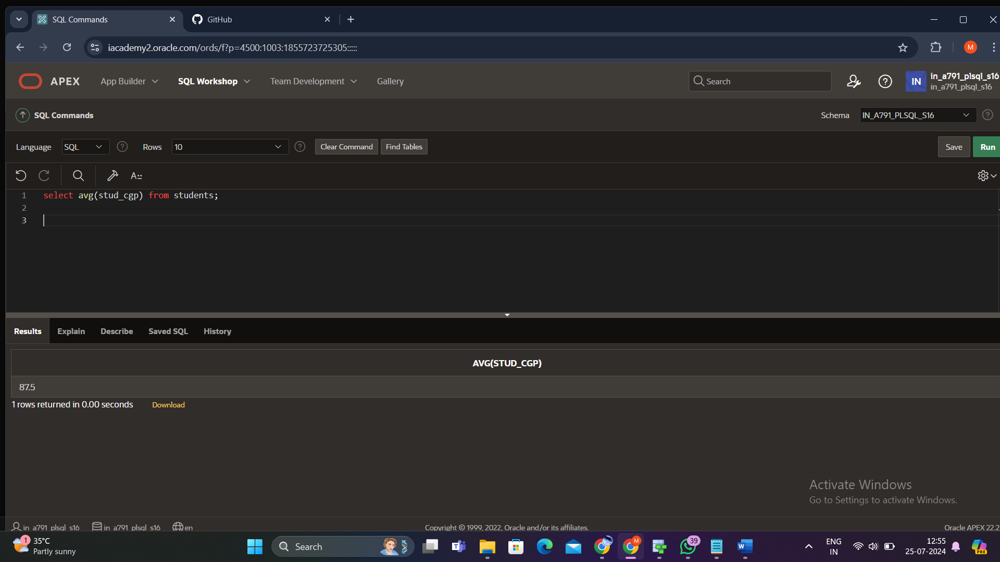 SQL Commands
GitHub
iacademy2.oracle.com/ords/f?p=4500:1003:1855723725305:::::
M
APEX
App Builder
SQL Workshop
Team Development
Gallery
Search
IN
in_a791_plsql_s16
in_a791_plsql_s16
SQL Commands
Schema
IN_A791_PLSQL_S16
Language
SQL
Rows
10
Clear Command
Find Tables
Save
Run
A::
1 select avg(stud_cgp) from students;
2
3
Results
Explain
Describe
Saved SQL
History
AVG(STUD_CGP)
87.5
1 rows returned in 0.00 seconds
Download
Activate Windows
Go to Settings to activate Windows.
in_a791_plsql_s16
in_a791_plsql_s16
en
Copyright © 1999, 2022, Oracle and/or its affiliates.
Oracle APEX 22.2
1
35°C
Partly sunny
Search
M
39
W
ENG
IN
12:55
25-07-2024
PRE